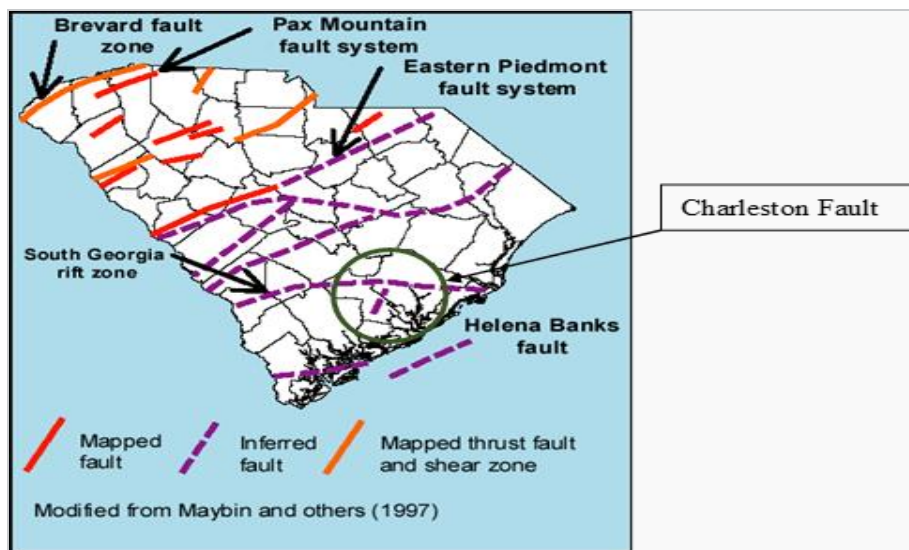 Brevard fault
zone
Pax Mountain
fault system
Eastern Piedmont
fault system
Charleston Fault
South Georgia
rift zone
Helena Banks
fault
Mapped
fault
Inferred
fault
Mapped thrust fault
and shear zone
Modified from Maybin and others (1997)